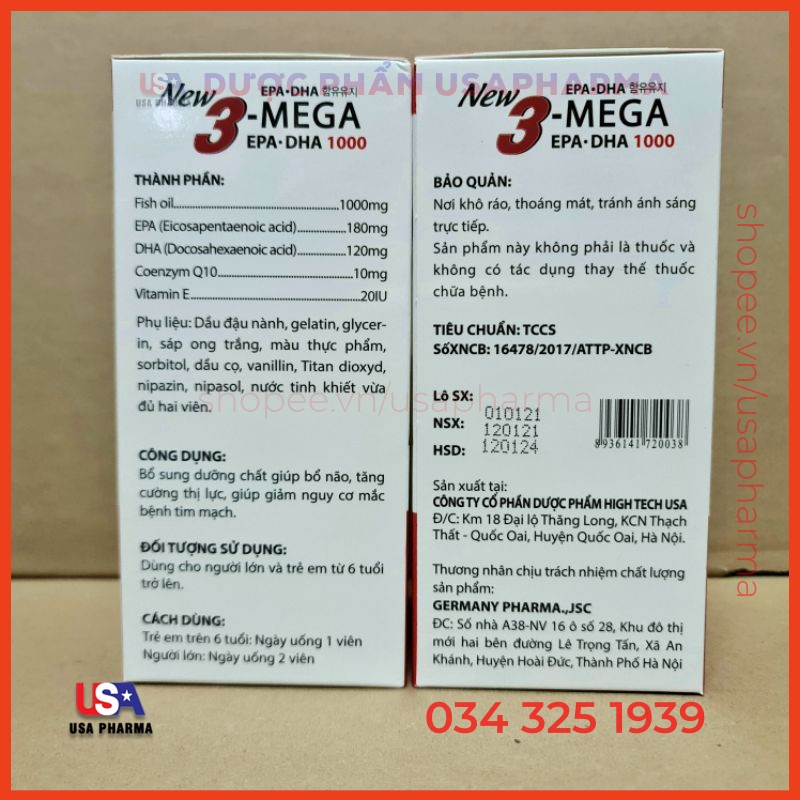 USA DƯỢC PHẨN USAPHARMA
US PHARMA
New
EPA•DHA 함유유지
3-MEGA
EPA•DHA 1000
THÀNH PHẦN:
Fish oil.....1000mg
EPA (Eicosapentaenoic acid).....180mg
DHA (Docosahexaenoic acid).....120mg
Coenzym Q10.....10mg
Vitamin E.....20IU
Phụ liệu: Dầu đậu nành, gelatin, glycer-
in, sáp ong trắng, màu thực phẩm,
sorbitol, dầu cọ, vanillin, Titan dioxyd,
nipazin, nipasol, nước tinh khiết vừa
đủ hai viên.
CÔNG DỤNG:
Bổ sung dưỡng chất giúp bổ não, tăng
cường thị lực, giúp giảm nguy cơ mắc
bệnh tim mạch.
ĐỐI TƯỢNG SỬ DỤNG:
Dùng cho người lớn và trẻ em từ 6 tuổi
trở lên.
CÁCH DÙNG:
Trẻ em trên 6 tuổi: Ngày uống 1 viên
Người lớn: Ngày uống 2 viên
New
EPA•DHA 함유유지
3-MEGA
EPA•DHA 1000
BẢO QUẢN:
Nơi khô ráo, thoáng mát, tránh ánh sáng
trực tiếp.
Sản phẩm này không phải là thuốc và
không có tác dụng thay thế thuốc
chữa bệnh.
TIÊU CHUẨN: TCCS
SốXNCB: 16478/2017/ATTP-XNCB
Lô SX: 010121
NSX: 120121
HSD: 120124
8936141720038
Sản xuất tại:
CÔNG TY CỔ PHẦN DƯỢC PHẨM HIGH TECH USA
Đ/C: Km 18 Đại lộ Thăng Long, KCN Thạch
Thất - Quốc Oai, Huyện Quốc Oai, Hà Nội.
Thương nhân chịu trách nhiệm chất lượng
sản phẩm:
GERMANY PHARMA.,JSC
ĐC: Số nhà A38-NV 16 ô số 28, Khu đô thị
mới hai bên đường Lê Trọng Tấn, Xã An
Khánh, Huyện Hoài Đức, Thành Phố Hà Nội
shopee.vn/usapharma
shopee.vn/usapharma
USA
USA PHARMA
034 325 1939